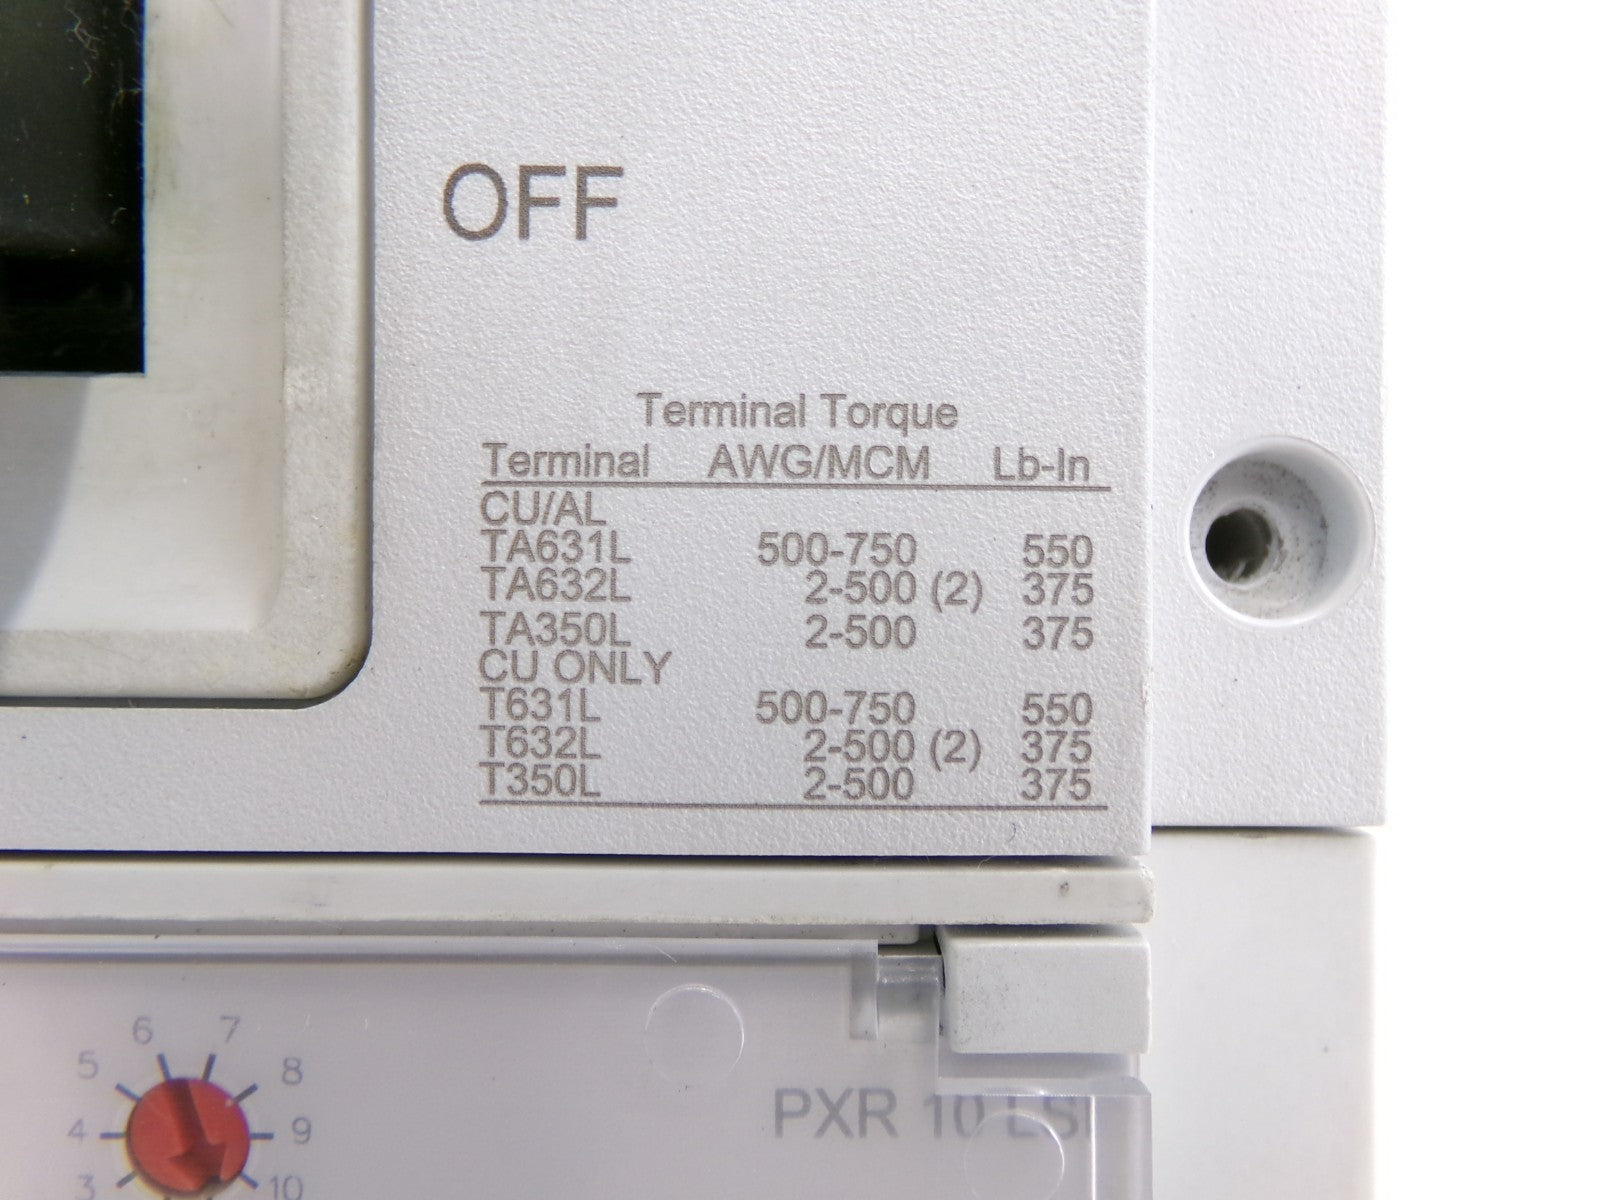 OFF
Terminal Torque
Terminal AWG/MCM Lb-In
CU/AL
TA631L 500-750 550
TA632L 2-500 (2) 375
TA350L 2-500 375
CU ONLY
T631L 500-750 550
T632L 2-500 (2) 375
T350L 2-500 375
6 7
5 8
4 9
3 10
PXR 10 LSI